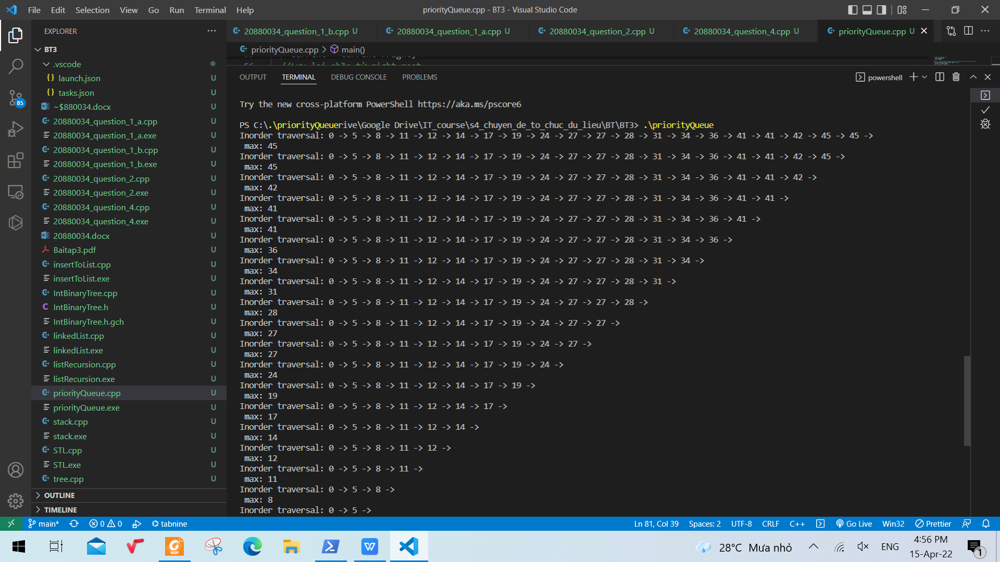 File Edit Selection View Go Run Terminal Help
priorityQueue.cpp - BT3 - Visual Studio Code
EXPLORER
BT3
.vscode
launch.json U
tasks.json U
~$880034.docx U
20880034_question_1_a.cpp U
20880034_question_1_a.exe U
20880034_question_1_b.cpp U
20880034_question_1_b.exe U
20880034_question_2.cpp U
20880034_question_2.exe U
20880034_question_4.cpp U
20880034_question_4.exe U
20880034.docx U
Baitap3.pdf U
insertToList.cpp U
insertToList.exe U
IntBinaryTree.cpp U
IntBinaryTree.h U
IntBinaryTree.h.gch U
linkedList.cpp U
linkedList.exe U
listRecursion.cpp U
listRecursion.exe U
priorityQueue.cpp U
priorityQueue.exe U
stack.cpp U
stack.exe U
STL.cpp U
STL.exe U
tree.cpp U
OUTLINE
TIMELINE
85
20880034_question_1_b.cpp U
20880034_question_1_a.cpp U
20880034_question_2.cpp U
20880034_question_4.cpp U
priorityQueue.cpp U
priorityQueue.cpp > main()
OUTPUT TERMINAL DEBUG CONSOLE PROBLEMS
powershell
Try the new cross-platform PowerShell https://aka.ms/pscore6
PS C:\.\priorityQueuerive\Google Drive\IT_course\s4_chuyen_de_to_chuc_du_lieu\BT\BT3> .\priorityQueue
Inorder traversal: 0 -> 5 -> 8 -> 11 -> 12 -> 14 -> 17 -> 19 -> 24 -> 27 -> 27 -> 28 -> 31 -> 34 -> 36 -> 41 -> 41 -> 42 -> 45 -> 45 ->
max: 45
Inorder traversal: 0 -> 5 -> 8 -> 11 -> 12 -> 14 -> 17 -> 19 -> 24 -> 27 -> 27 -> 28 -> 31 -> 34 -> 36 -> 41 -> 41 -> 42 -> 45 ->
max: 45
Inorder traversal: 0 -> 5 -> 8 -> 11 -> 12 -> 14 -> 17 -> 19 -> 24 -> 27 -> 27 -> 28 -> 31 -> 34 -> 36 -> 41 -> 41 -> 42 ->
max: 42
Inorder traversal: 0 -> 5 -> 8 -> 11 -> 12 -> 14 -> 17 -> 19 -> 24 -> 27 -> 27 -> 28 -> 31 -> 34 -> 36 -> 41 -> 41 ->
max: 41
Inorder traversal: 0 -> 5 -> 8 -> 11 -> 12 -> 14 -> 17 -> 19 -> 24 -> 27 -> 27 -> 28 -> 31 -> 34 -> 36 -> 41 ->
max: 41
Inorder traversal: 0 -> 5 -> 8 -> 11 -> 12 -> 14 -> 17 -> 19 -> 24 -> 27 -> 27 -> 28 -> 31 -> 34 -> 36 ->
max: 36
Inorder traversal: 0 -> 5 -> 8 -> 11 -> 12 -> 14 -> 17 -> 19 -> 24 -> 27 -> 27 -> 28 -> 31 -> 34 ->
max: 34
Inorder traversal: 0 -> 5 -> 8 -> 11 -> 12 -> 14 -> 17 -> 19 -> 24 -> 27 -> 27 -> 28 -> 31 ->
max: 31
Inorder traversal: 0 -> 5 -> 8 -> 11 -> 12 -> 14 -> 17 -> 19 -> 24 -> 27 -> 27 -> 28 ->
max: 28
Inorder traversal: 0 -> 5 -> 8 -> 11 -> 12 -> 14 -> 17 -> 19 -> 24 -> 27 -> 27 ->
max: 27
Inorder traversal: 0 -> 5 -> 8 -> 11 -> 12 -> 14 -> 17 -> 19 -> 24 -> 27 ->
max: 27
Inorder traversal: 0 -> 5 -> 8 -> 11 -> 12 -> 14 -> 17 -> 19 -> 24 ->
max: 24
Inorder traversal: 0 -> 5 -> 8 -> 11 -> 12 -> 14 -> 17 -> 19 ->
max: 19
Inorder traversal: 0 -> 5 -> 8 -> 11 -> 12 -> 14 -> 17 ->
max: 17
Inorder traversal: 0 -> 5 -> 8 -> 11 -> 12 -> 14 ->
max: 14
Inorder traversal: 0 -> 5 -> 8 -> 11 -> 12 ->
max: 12
Inorder traversal: 0 -> 5 -> 8 -> 11 ->
max: 11
Inorder traversal: 0 -> 5 -> 8 ->
max: 8
Inorder traversal: 0 -> 5 ->
main* 0 0 tabnine
Ln 81, Col 39 Spaces: 2 UTF-8 CRLF C++ Go Live Win32 Prettier
28°C Mưa nhỏ
ENG
4:56 PM
15-Apr-22
1